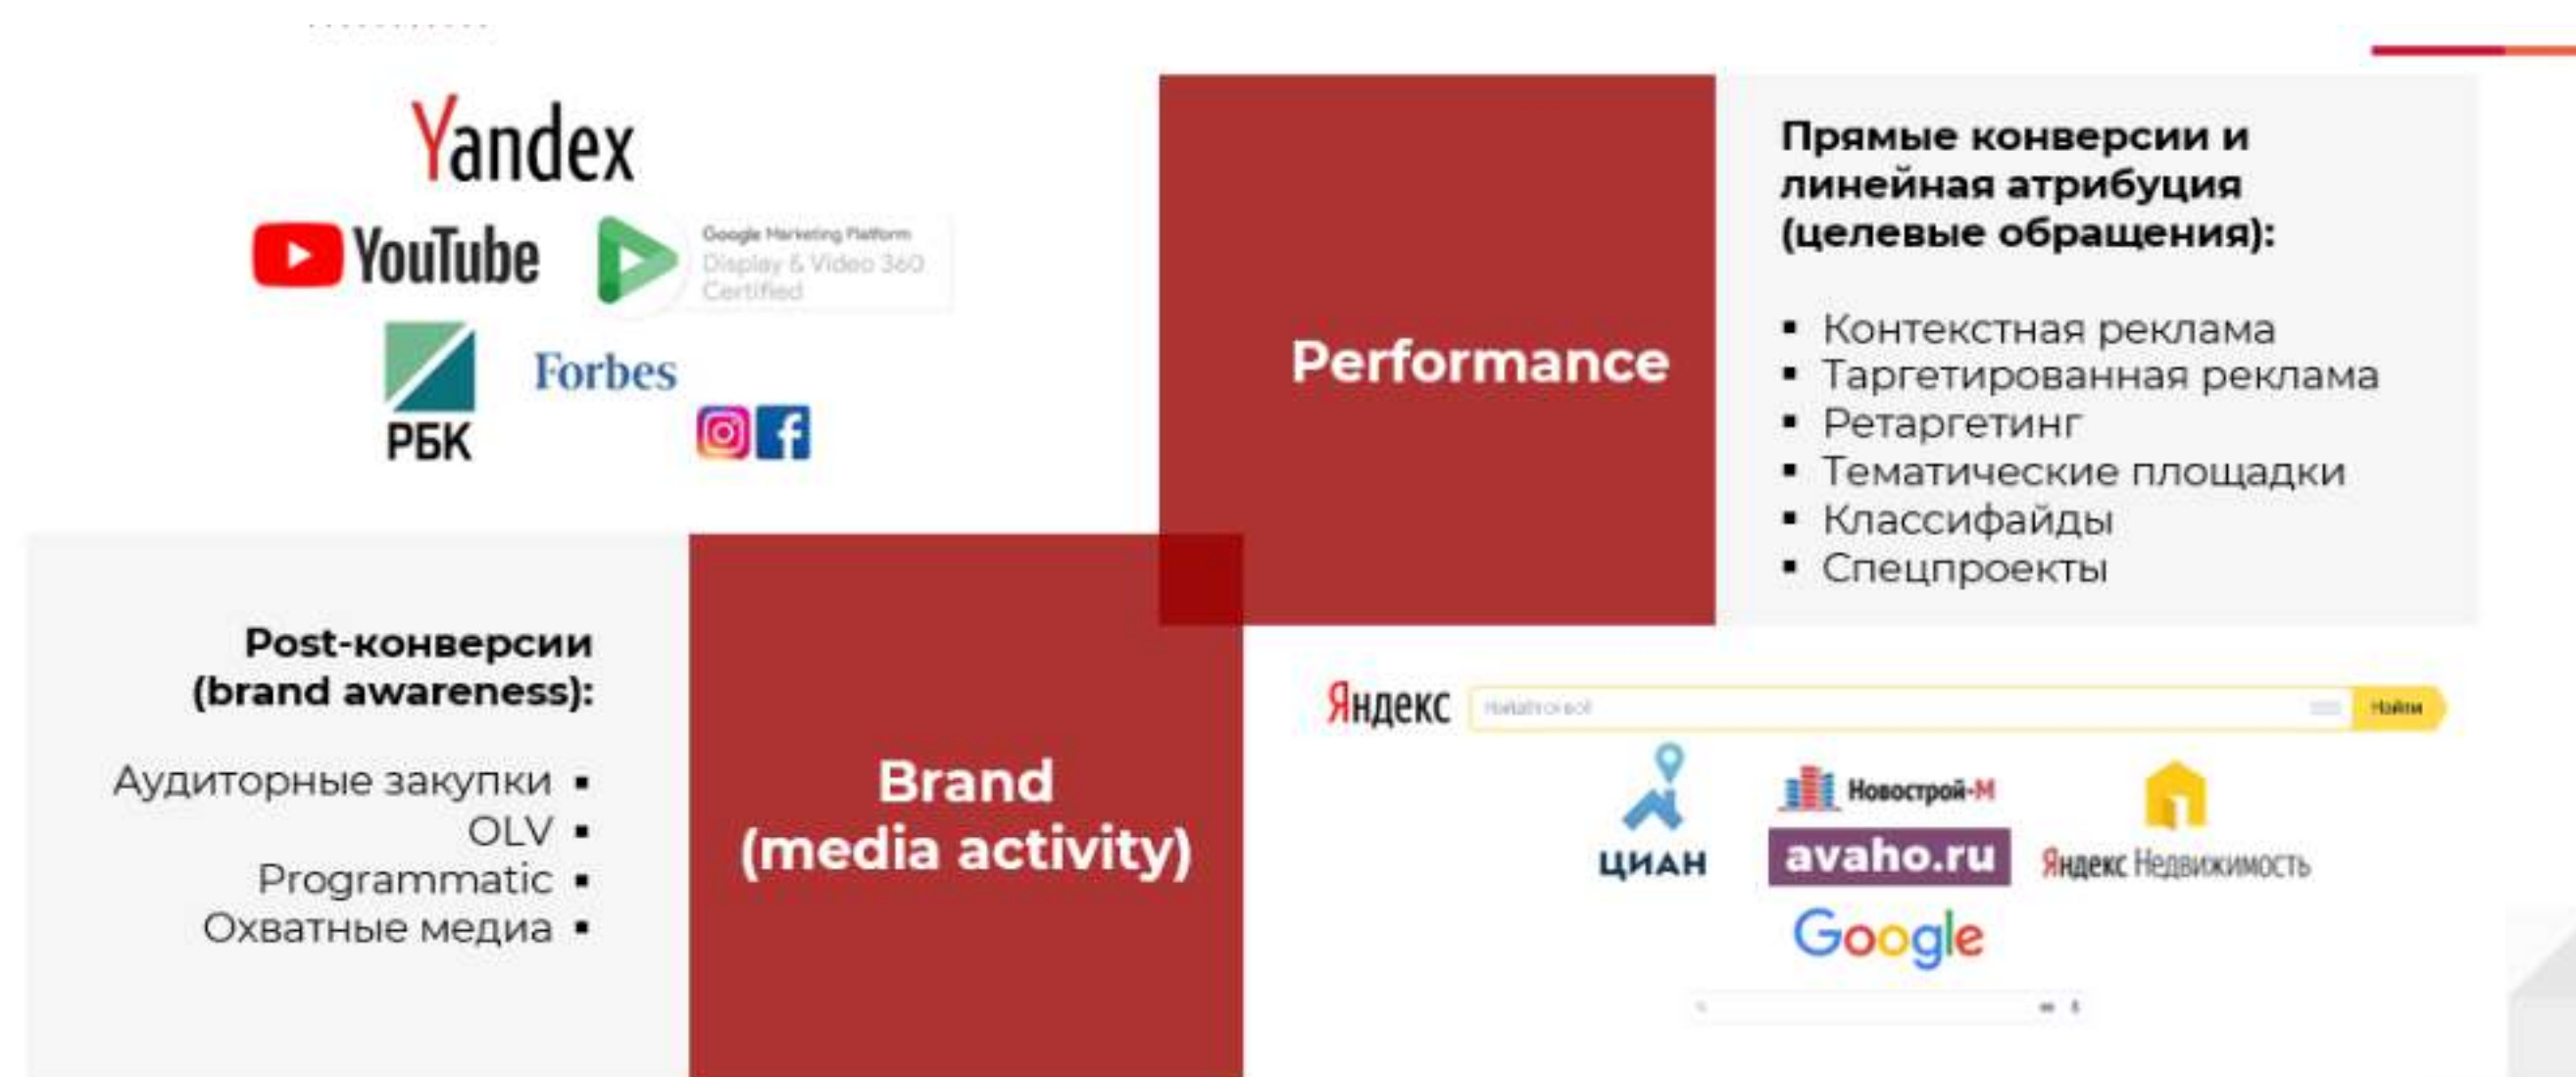 Yandex
YouTube
Google Marketing Platform
Display & Video 360
Certified
РБК
Forbes
Performance
Прямые конверсии и
линейная атрибуция
(целевые обращения):
▪ Контекстная реклама
▪ Таргетированная реклама
▪ Ретаргетинг
▪ Тематические площадки
▪ Классифайды
▪ Спецпроекты
Post-конверсии
(brand awareness):
Аудиторные закупки ▪
OLV ▪
Programmatic ▪
Охватные медиа ▪
Brand
(media activity)
Яндекс
Найти
ЦИАН
Новострой-М
avaho.ru
Яндекс Недвижимость
Google